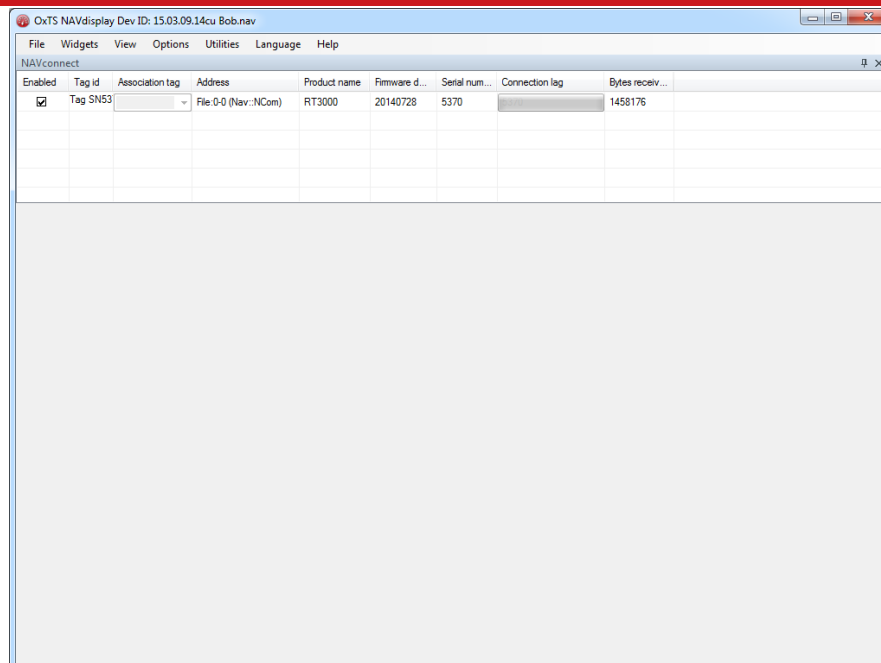 OxTS NAVdisplay Dev ID: 15.03.09.14cu Bob.nav
File Widgets View Options Utilities Language Help
NAVconnect
Enabled Tag id Association tag Address Product name Firmware d... Serial num... Connection lag Bytes receiv...
Tag SN53 File:0-0 (Nav::NCom) RT3000 20140728 5370 1458176